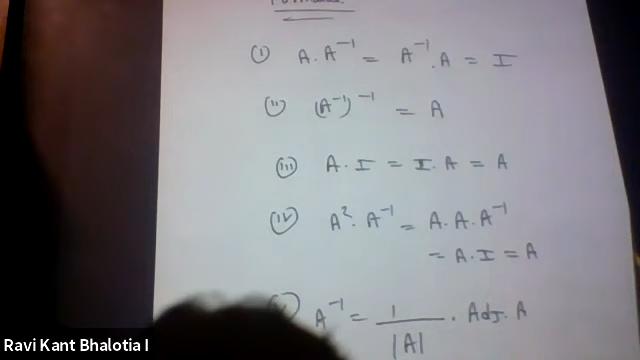 (i) A. A⁻¹ = A⁻¹. A = I
(ii) (A⁻¹)⁻¹ = A
(iii) A. I = I. A = A
(iv) A². A⁻¹ = A. A. A⁻¹
= A. I = A
A⁻¹ = 1/|A| . Adj. A
Ravi Kant Bhalotia I